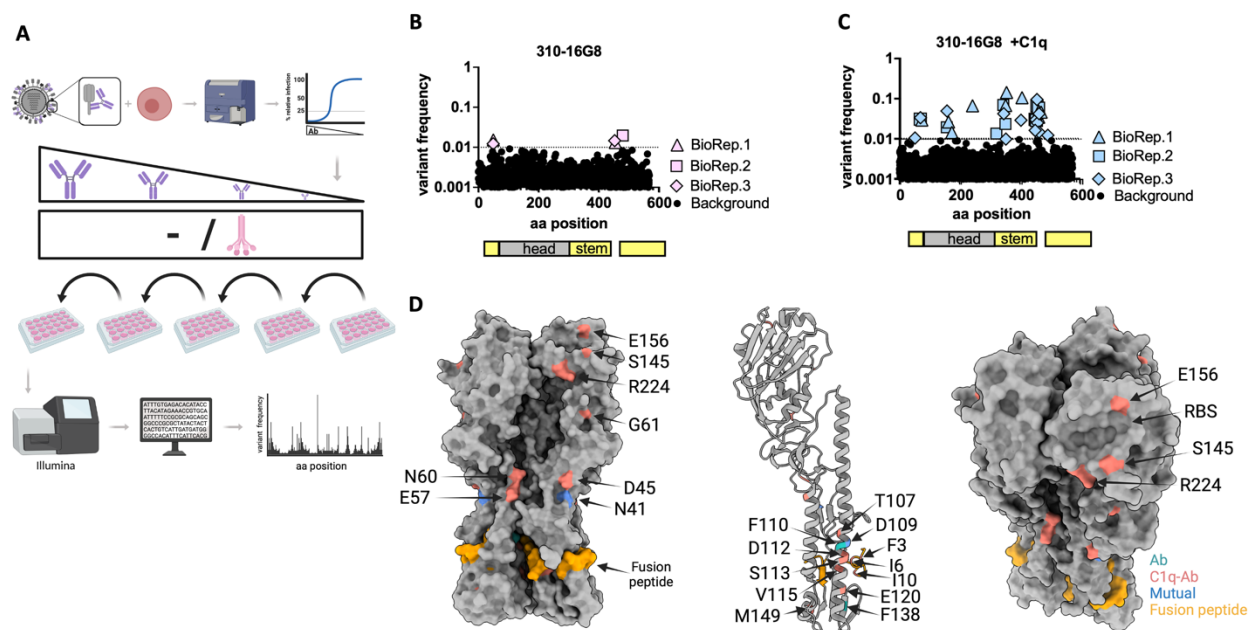 A
% relative infection
100
50
25
0
Ab
- /
Illumina
ATTTGTGAGACACATACC
TTACATAGAAACCGTGCA
ATTTTTCCGCGCAGCAGC
GGGCCCGCGCTATACTACT
CACTGTCATTGATGATGG
GGCCACATTTCATTCACG
variant frequency
aa position
B
310-16G8
variant frequency
1
0.1
0.01
0.001
0
200
400
600
aa position
BioRep.1
BioRep.2
BioRep.3
Background
head
stem
C
310-16G8 +C1q
variant frequency
1
0.1
0.01
0.001
0
200
400
600
aa position
BioRep.1
BioRep.2
BioRep.3
Background
head
stem
D
E156
S145
R224
G61
N60
E57
D45
N41
Fusion peptide
T107
F110
D109
D112
F3
S113
I6
I10
V115
E120
M149
F138
E156
RBS
S145
R224
Ab
C1q-Ab
Mutual
Fusion peptide